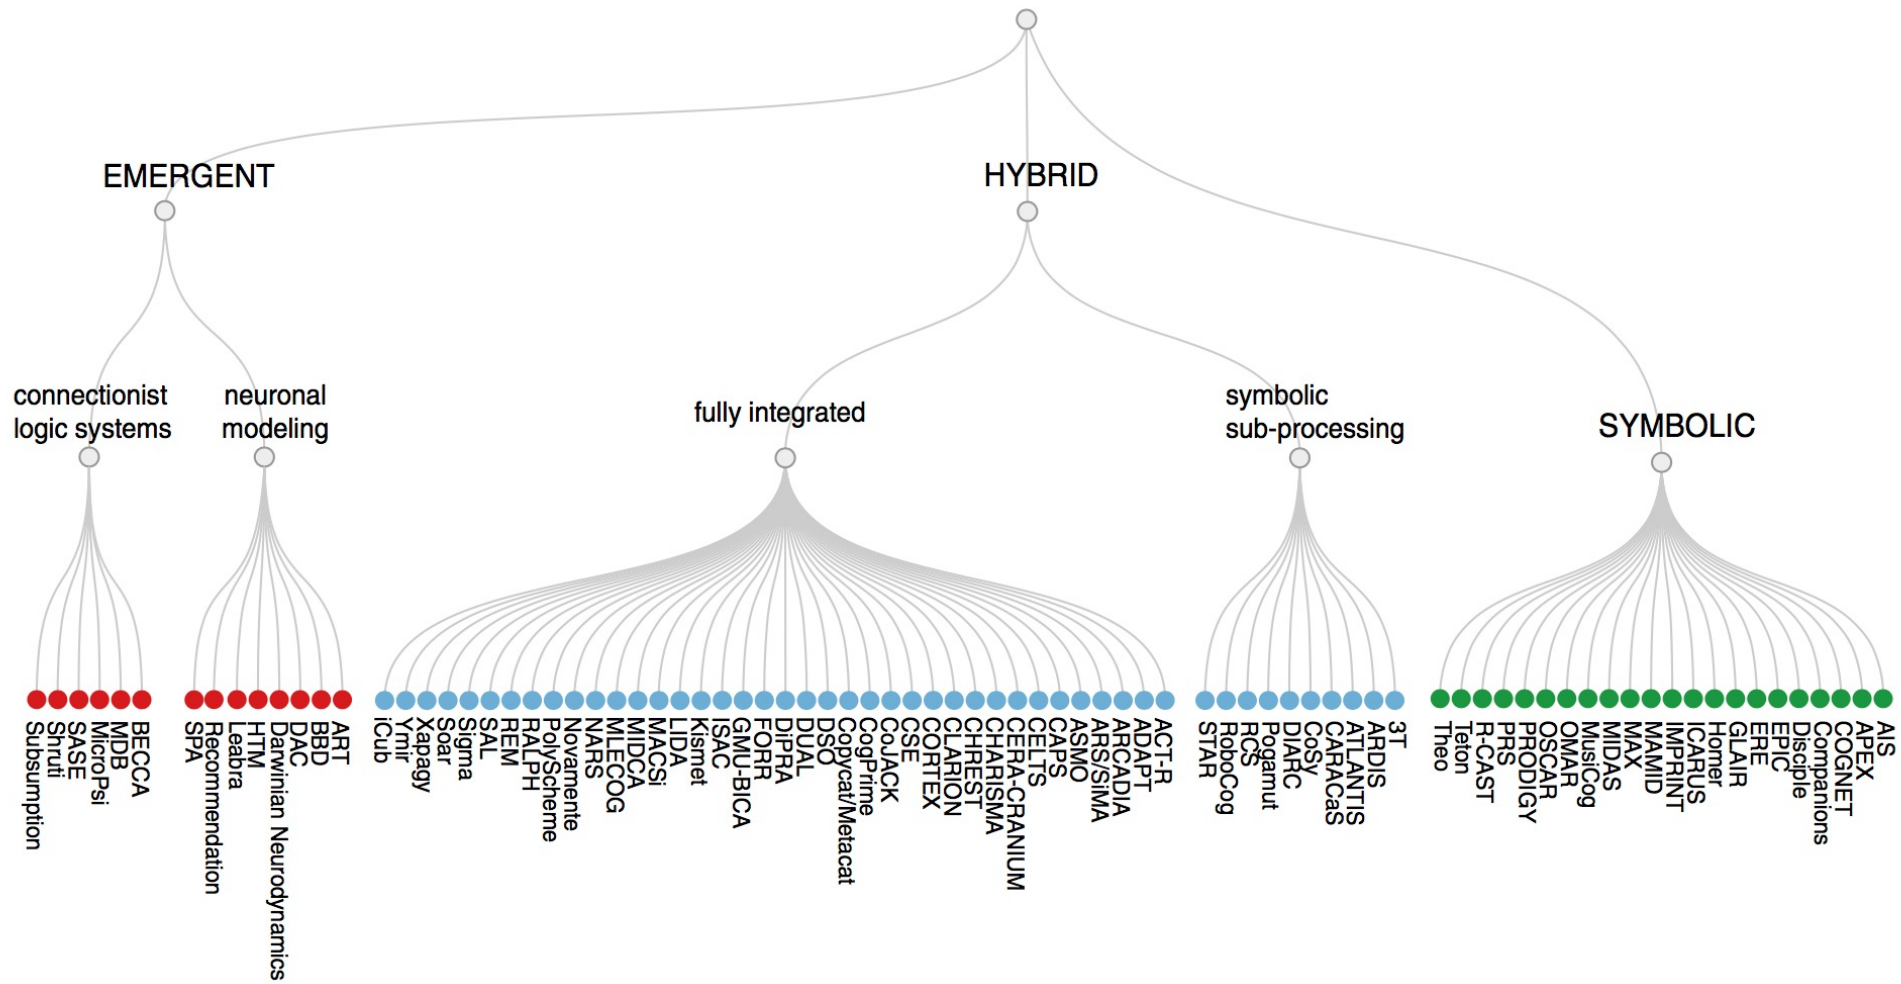 EMERGENT
HYBRID
connectionist
logic systems
neuronal
modeling
fully integrated
symbolic
sub-processing
SYMBOLIC
Subsumption
Shruti
SASE
MicroPsi
MDB
BECCA
SPA
Recommendation
Leabra
HTM
Darwinian Neurodynamics
DAC
BBD
ART
iCub
Ymir
Xapagy
Soar
Sigma
SAL
REM
RALPH
PolyScheme
Novamente
NARS
MLECOG
MIDCA
MACSi
LIDA
Kismet
ISAC
GMU-BICA
FORR
DiPRA
DUAL
DSO
Copycat/Metacat
CogPrime
CoJACK
CSE
CORTEX
CLARION
CHREST
CHARISMA
CERA-CRANIUM
CELTS
CAPS
ASMO
ARS/SiMA
ARCADIA
ADAPT
ACT-R
STAR
RoboCog
RCS
Pogamut
DIARC
CoSy
CARACaS
ATLANTIS
ARDIS
3T
Theo
Teton
R-CAST
PRS
PRODIGY
OSCAR
OMAR
MusiCog
MIDAS
MAX
MAMID
IMPRINT
ICARUS
Homer
GLAIR
ERE
EPIC
Disciple
Companions
COGNET
APEX
AIS